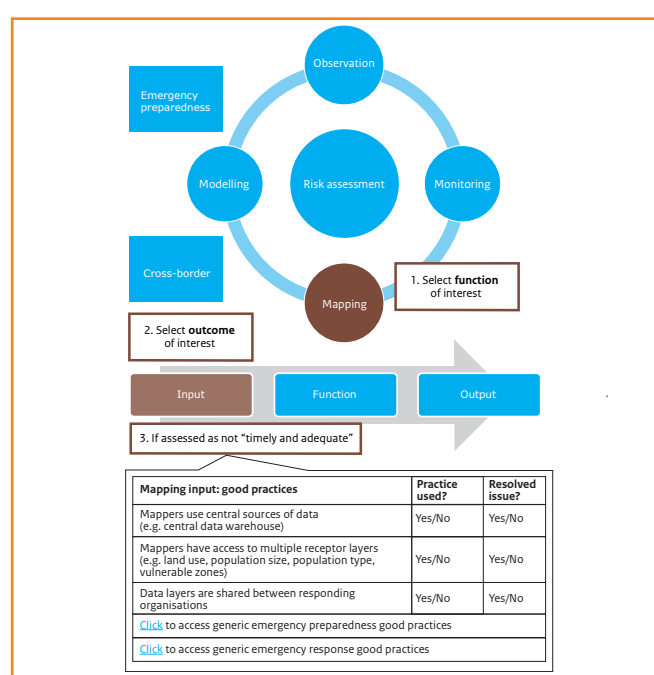 Observation
Emergency
preparedness
Modelling
Risk assessment
Monitoring
Cross-border
1. Select function
of interest
Mapping
2. Select outcome
of interest
Input
Function
Output
3. If assessed as not “timely and adequate”
Mapping input: good practices
Practice
used?
Resolved
issue?
Mappers use central sources of data
(e.g. central data warehouse)
Yes/No
Yes/No
Mappers have access to multiple receptor layers
(e.g. land use, population size, population type,
vulnerable zones)
Yes/No
Yes/No
Data layers are shared between responding
organisations
Yes/No
Yes/No
Click to access generic emergency preparedness good practices
Click to access generic emergency response good practices